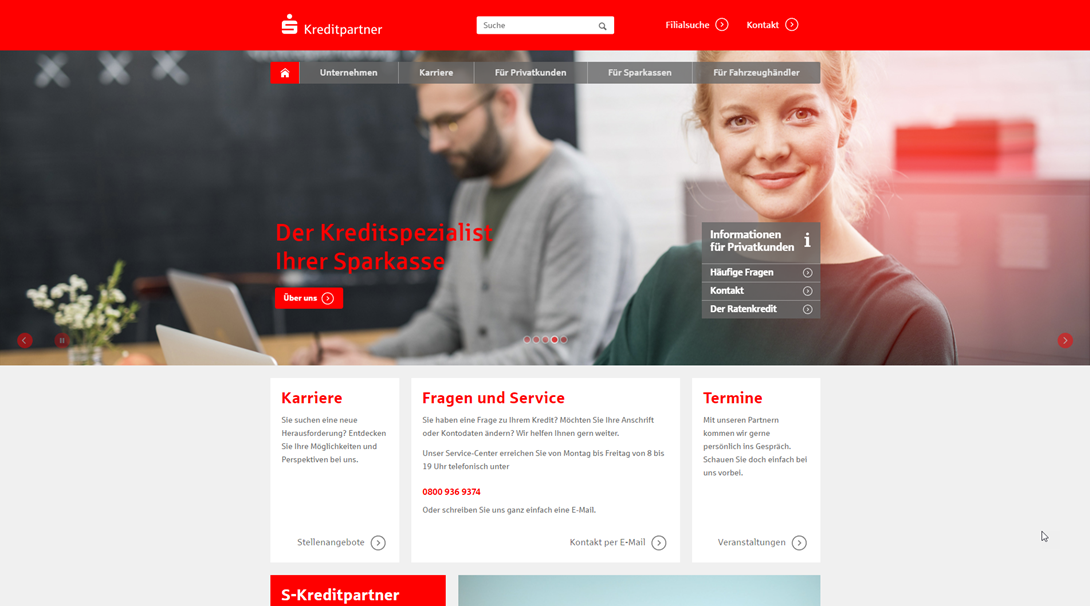 Kreditpartner
Suche
Filialsuche
Kontakt
Unternehmen
Karriere
Für Privatkunden
Für Sparkassen
Für Fahrzeughändler
Der Kreditspezialist
Ihrer Sparkasse
Über uns
Informationen
für Privatkunden
i
Häufige Fragen
Kontakt
Der Ratenkredit
Karriere
Sie suchen eine neue
Herausforderung? Entdecken
Sie Ihre Möglichkeiten und
Perspektiven bei uns.
Stellenangebote
Fragen und Service
Sie haben eine Frage zu Ihrem Kredit? Möchten Sie Ihre Anschrift
oder Kontodaten ändern? Wir helfen Ihnen gern weiter.
Unser Service-Center erreichen Sie von Montag bis Freitag von 8 bis
19 Uhr telefonisch unter
0800 936 9374
Oder schreiben Sie uns ganz einfach eine E-Mail.
Kontakt per E-Mail
Termine
Mit unseren Partnern
kommen wir gerne
persönlich ins Gespräch.
Schauen Sie doch einfach bei
uns vorbei.
Veranstaltungen
S-Kreditpartner